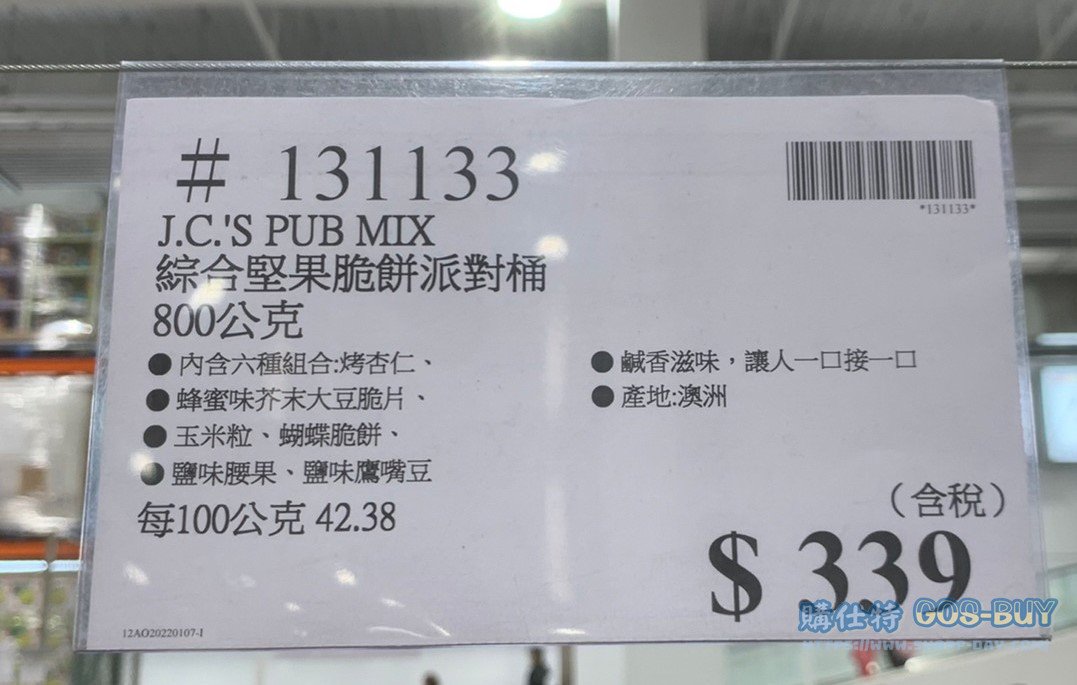 # 131133
*131133*
J.C.'S PUB MIX
綜合堅果脆餅派對桶
800公克
●內含六種組合:烤杏仁、
●蜂蜜味芥末大豆脆片、
●玉米粒、蝴蝶脆餅、
●鹽味腰果、鹽味鷹嘴豆
●鹹香滋味，讓人一口接一口
●產地:澳洲
每100公克 42.38
（含稅）
$ 339
12AO20220107-I
購仕特 GOS-BUY